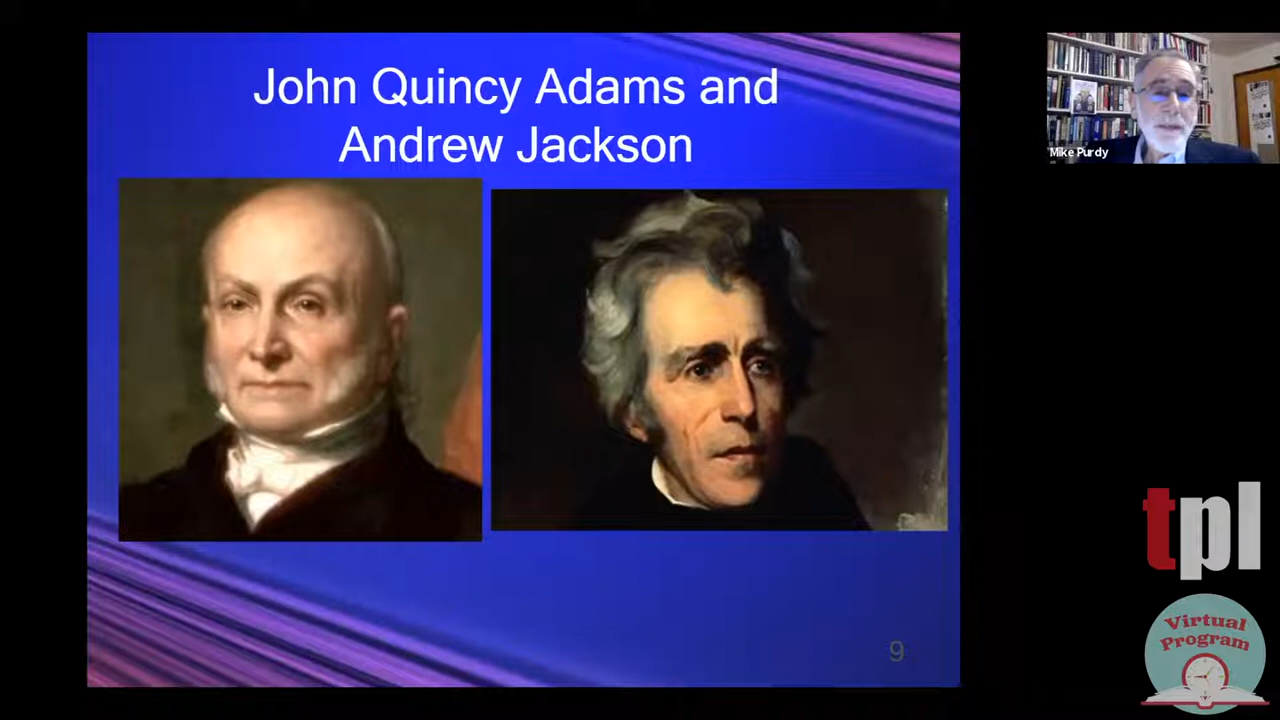 John Quincy Adams and
Andrew Jackson
Mike Purdy
9
tpl
Virtual
Program